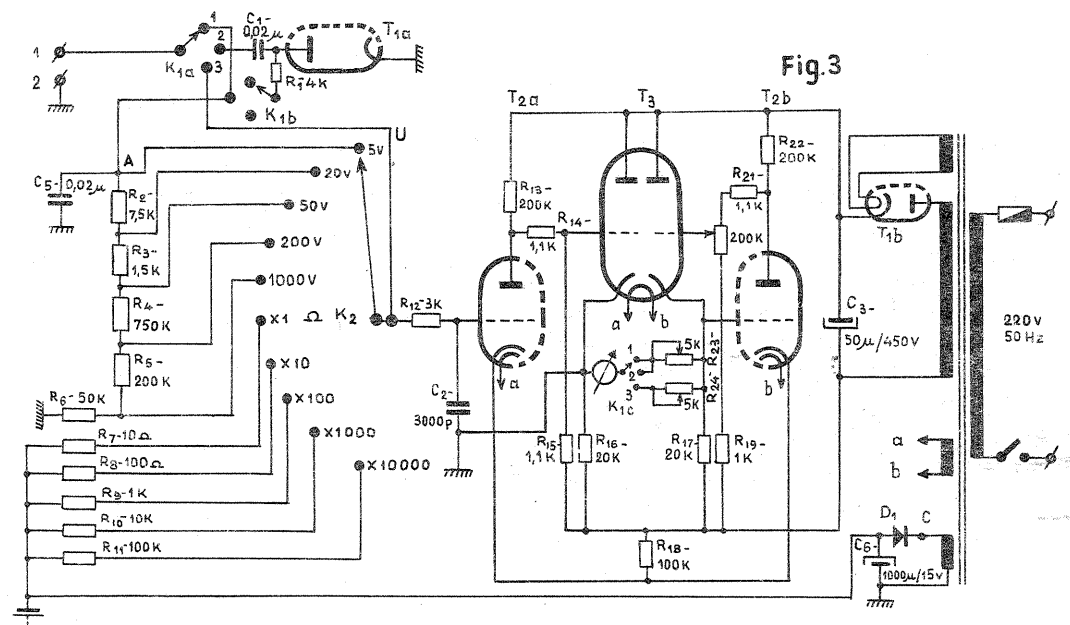 Fig.3
1
2
1
2
3
K1a
C1-
0,02µ
T1a
R1-4K
K1b
U
A
C5-
0,02µ
R2-
7,5K
R3-
1,5K
R4-
750K
R5-
200K
R6-50K
R7-10Ω
R8-100Ω
R9-1K
R10-10K
R11-100K
5V
20V
50V
200V
1000V
X1 Ω
X10
X100
X1000
X10000
K2
R12-3K
C2-
3000p
T2a
T3
T2b
R13-
200K
R14-
1,1K
R22-
200K
R21-
1,1K
200K
a
a
b
b
1
2
3
K1c
5K
5K
R23-
R24-
R15-
1,1K
R16-
20K
R17-
20K
R19-
1K
R18-
100K
C3-
50µ/450V
T1b
220V
50Hz
a
b
D1
C
C6-
1000µ/15V